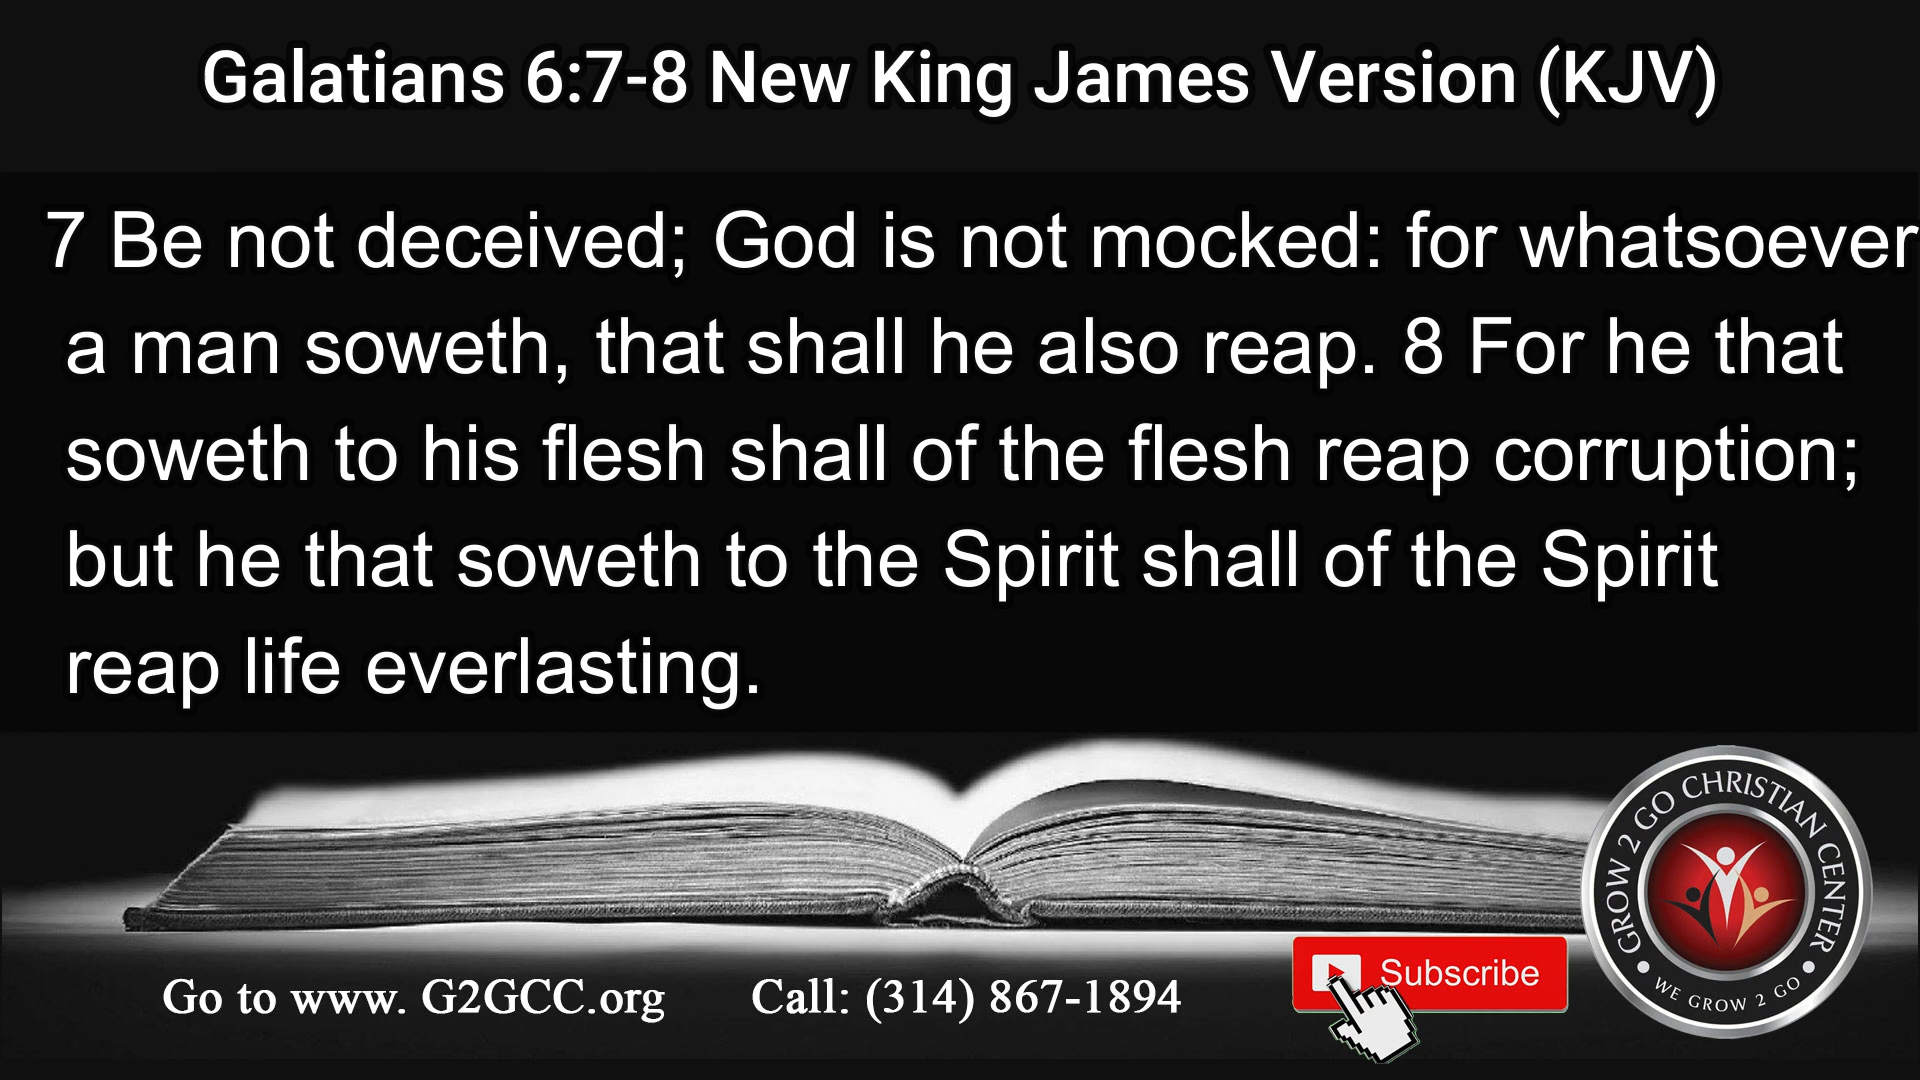 Galatians 6:7-8 New King James Version (KJV)
7 Be not deceived; God is not mocked: for whatsoever
a man soweth, that shall he also reap. 8 For he that
soweth to his flesh shall of the flesh reap corruption;
but he that soweth to the Spirit shall of the Spirit
reap life everlasting.
GROW 2 GO CHRISTIAN CENTER
WE GROW 2 GO
Subscribe
Go to www. G2GCC.org Call: (314) 867-1894